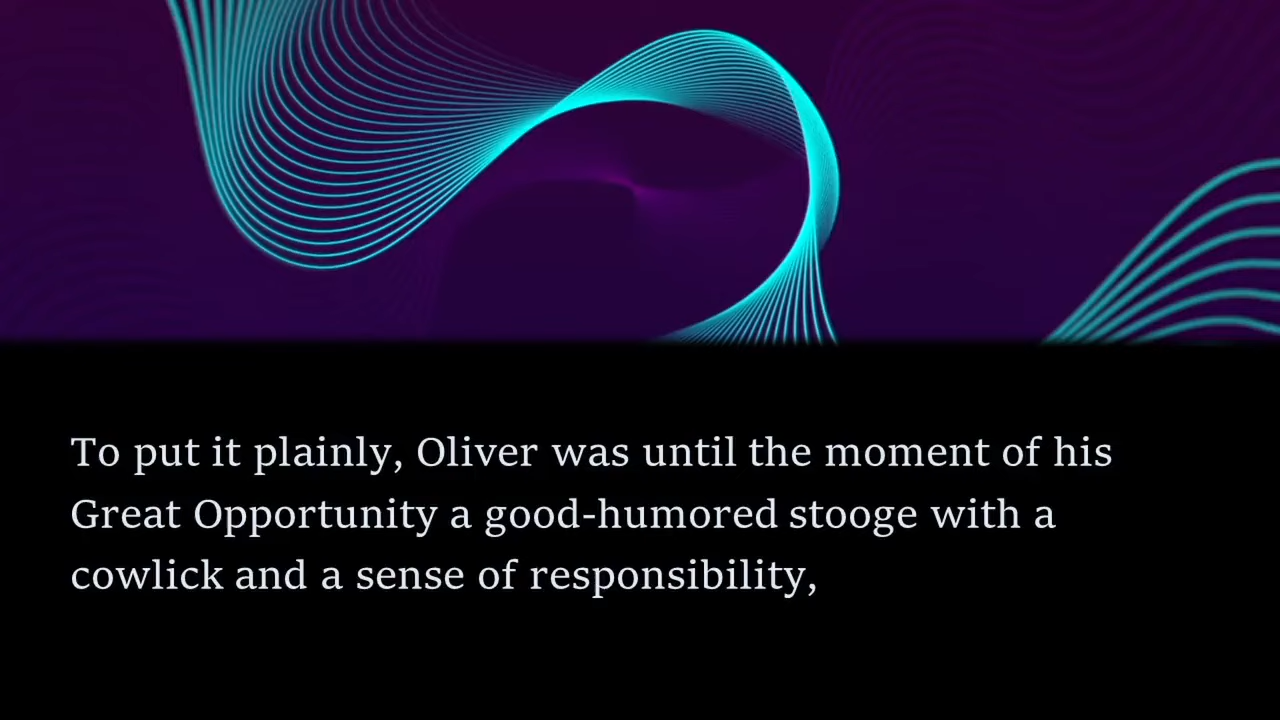 To put it plainly, Oliver was until the moment of his
Great Opportunity a good-humored stooge with a
cowlick and a sense of responsibility,